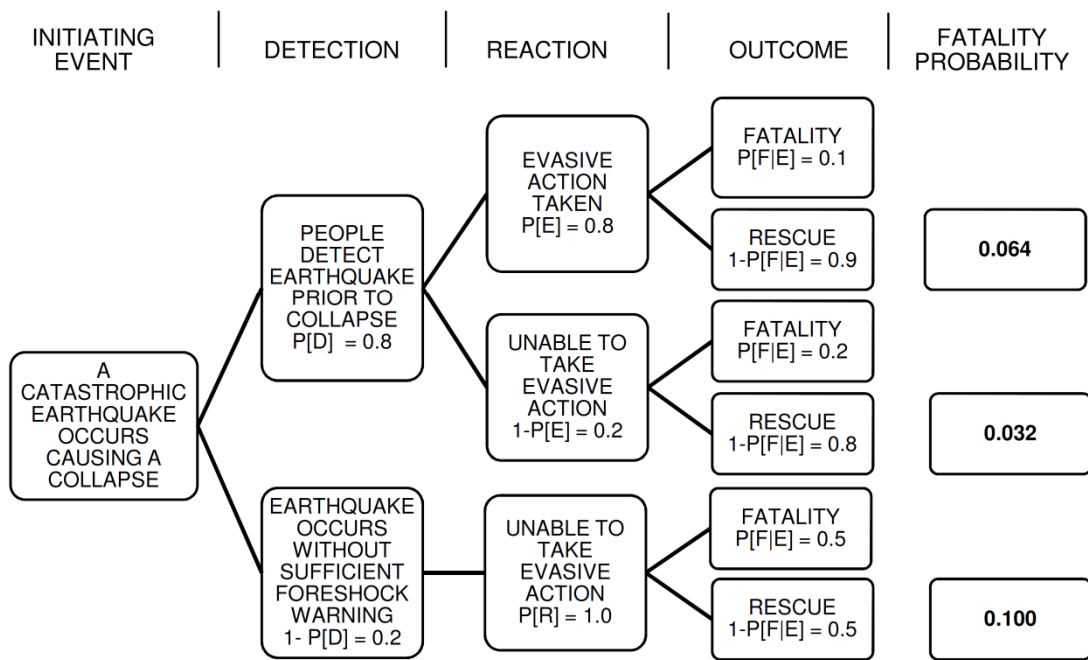 INITIATING
EVENT
DETECTION
REACTION
OUTCOME
FATALITY
PROBABILITY
A
CATASTROPHIC
EARTHQUAKE
OCCURS
CAUSING A
COLLAPSE
PEOPLE
DETECT
EARTHQUAKE
PRIOR TO
COLLAPSE
P[D] = 0.8
EARTHQUAKE
OCCURS
WITHOUT
SUFFICIENT
FORESHOCK
WARNING
1- P[D] = 0.2
EVASIVE
ACTION
TAKEN
P[E] = 0.8
UNABLE TO
TAKE
EVASIVE
ACTION
1-P[E] = 0.2
UNABLE TO
TAKE
EVASIVE
ACTION
P[R] = 1.0
FATALITY
P[F|E] = 0.1
RESCUE
1-P[F|E] = 0.9
FATALITY
P[F|E] = 0.2
RESCUE
1-P[F|E] = 0.8
FATALITY
P[F|E] = 0.5
RESCUE
1-P[F|E] = 0.5
0.064
0.032
0.100